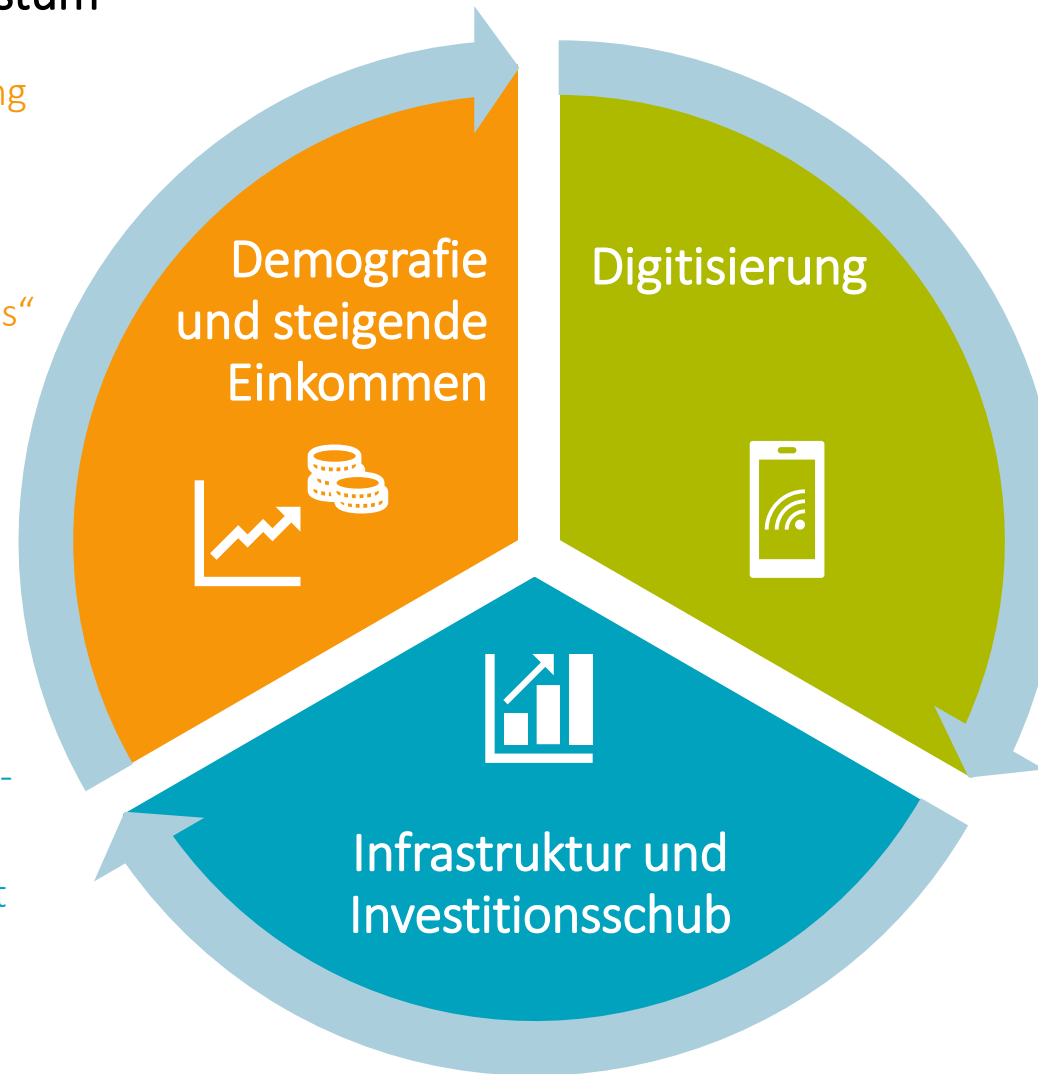 Demografie
und steigende
Einkommen
Digitisierung
Infrastruktur und
Investitionsschub